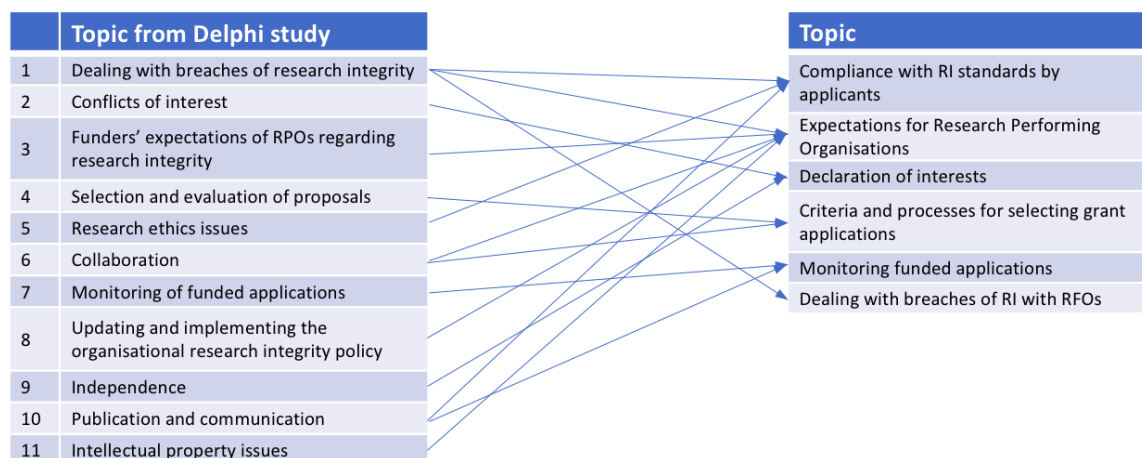 Topic from Delphi study
1 Dealing with breaches of research integrity
2 Conflicts of interest
3 Funders’ expectations of RPOs regarding
research integrity
4 Selection and evaluation of proposals
5 Research ethics issues
6 Collaboration
7 Monitoring of funded applications
8 Updating and implementing the
organisational research integrity policy
9 Independence
10 Publication and communication
11 Intellectual property issues
Topic
Compliance with RI standards by
applicants
Expectations for Research Performing
Organisations
Declaration of interests
Criteria and processes for selecting grant
applications
Monitoring funded applications
Dealing with breaches of RI with RFOs